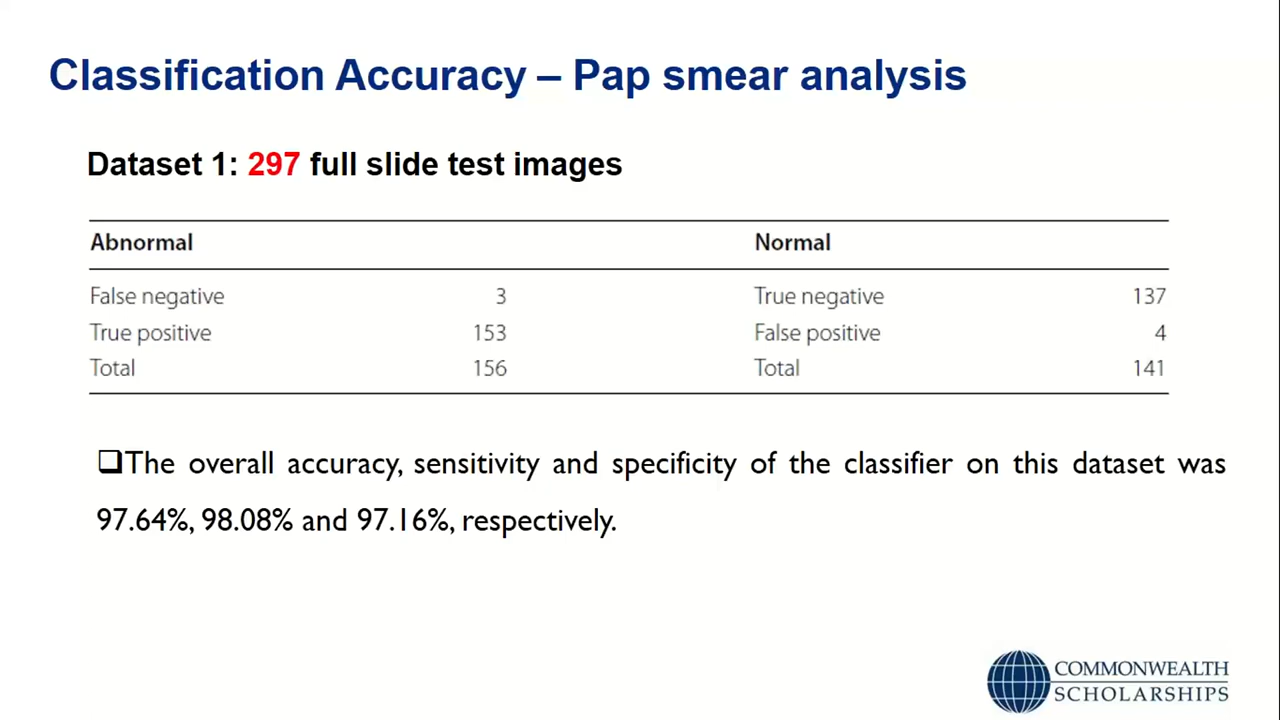 Classification Accuracy – Pap smear analysis
Dataset 1: 297 full slide test images
Abnormal Normal
False negative 3 True negative 137
True positive 153 False positive 4
Total 156 Total 141
❑The overall accuracy, sensitivity and specificity of the classifier on this dataset was
97.64%, 98.08% and 97.16%, respectively.
COMMONWEALTH
SCHOLARSHIPS